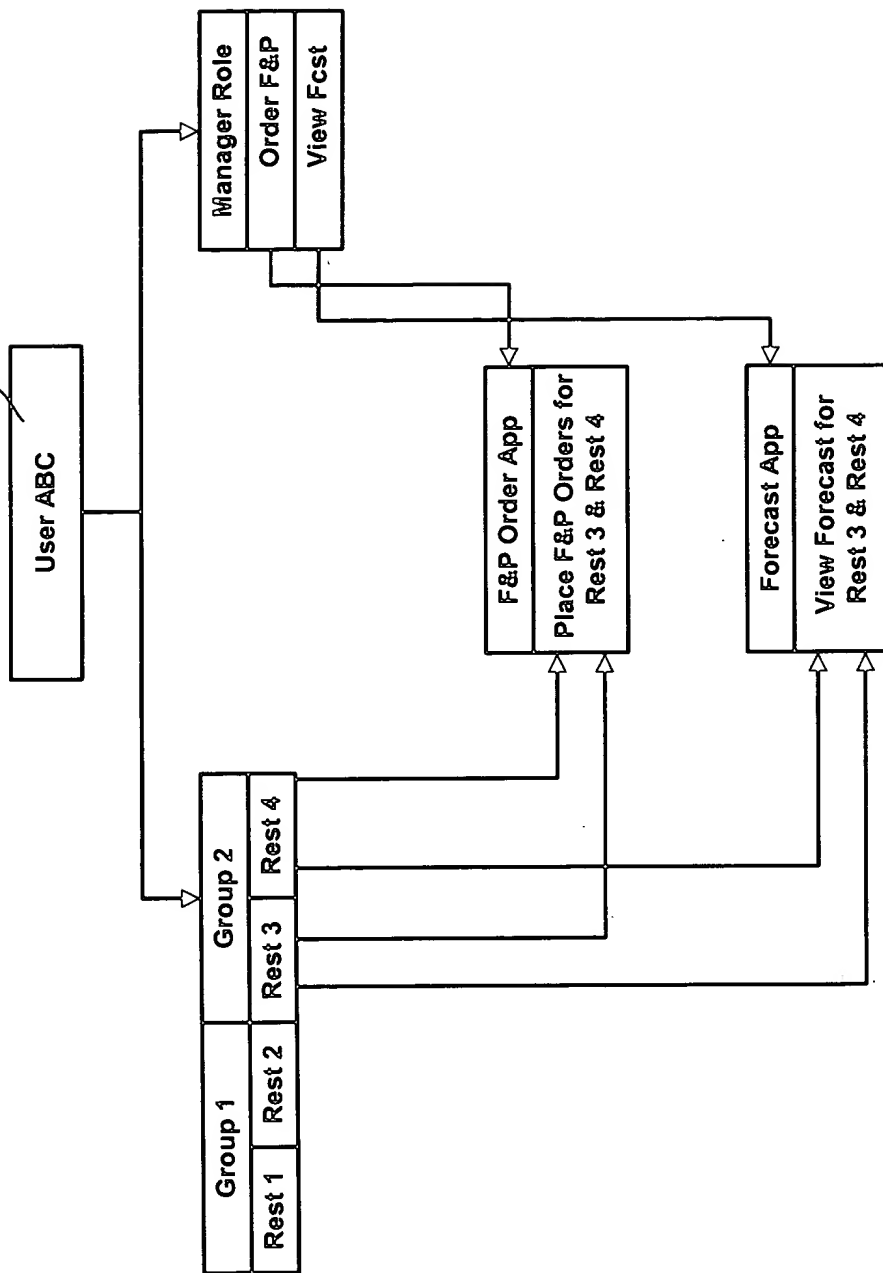 User ABC
Group 1
Group 2
Rest 1
Rest 2
Rest 3
Rest 4
Manager Role
Order F&P
View Fcst
F&P Order App
Place F&P Orders for
Rest 3 & Rest 4
Forecast App
View Forecast for
Rest 3 & Rest 4